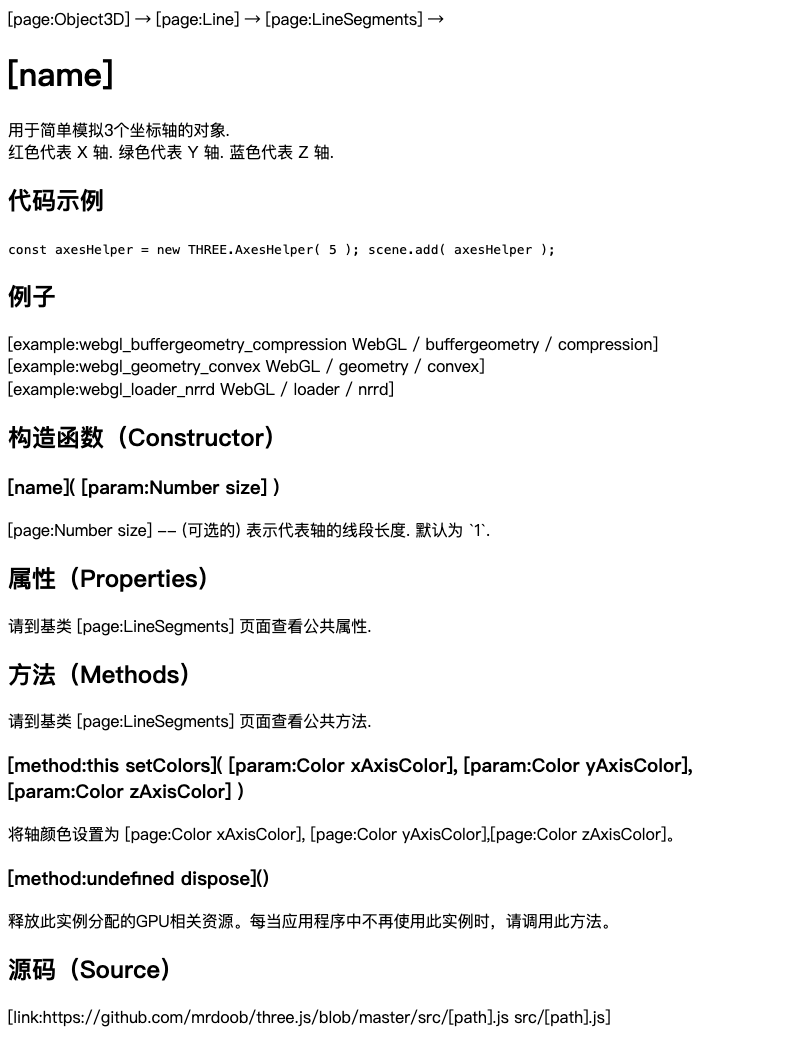 [page:Object3D] → [page:Line] → [page:LineSegments] →
[name]
用于简单模拟3个坐标轴的对象.
红色代表 X 轴. 绿色代表 Y 轴. 蓝色代表 Z 轴.
代码示例
const axesHelper = new THREE.AxesHelper( 5 ); scene.add( axesHelper );
例子
[example:webgl_buffergeometry_compression WebGL / buffergeometry / compression]
[example:webgl_geometry_convex WebGL / geometry / convex]
[example:webgl_loader_nrrd WebGL / loader / nrrd]
构造函数（Constructor）
[name]( [param:Number size] )
[page:Number size] -- (可选的) 表示代表轴的线段长度. 默认为 `1`.
属性（Properties）
请到基类 [page:LineSegments] 页面查看公共属性.
方法（Methods）
请到基类 [page:LineSegments] 页面查看公共方法.
[method:this setColors]( [param:Color xAxisColor], [param:Color yAxisColor],
[param:Color zAxisColor] )
将轴颜色设置为 [page:Color xAxisColor], [page:Color yAxisColor],[page:Color zAxisColor]。
[method:undefined dispose]()
释放此实例分配的GPU相关资源。每当应用程序中不再使用此实例时，请调用此方法。
源码（Source）
[link:https://github.com/mrdoob/three.js/blob/master/src/[path].js src/[path].js]